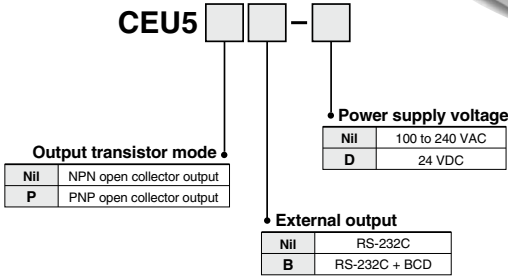 CEU5 –
Power supply voltage
Nil 100 to 240 VAC
D 24 VDC
Output transistor mode
Nil NPN open collector output
P PNP open collector output
External output
Nil RS-232C
B RS-232C + BCD